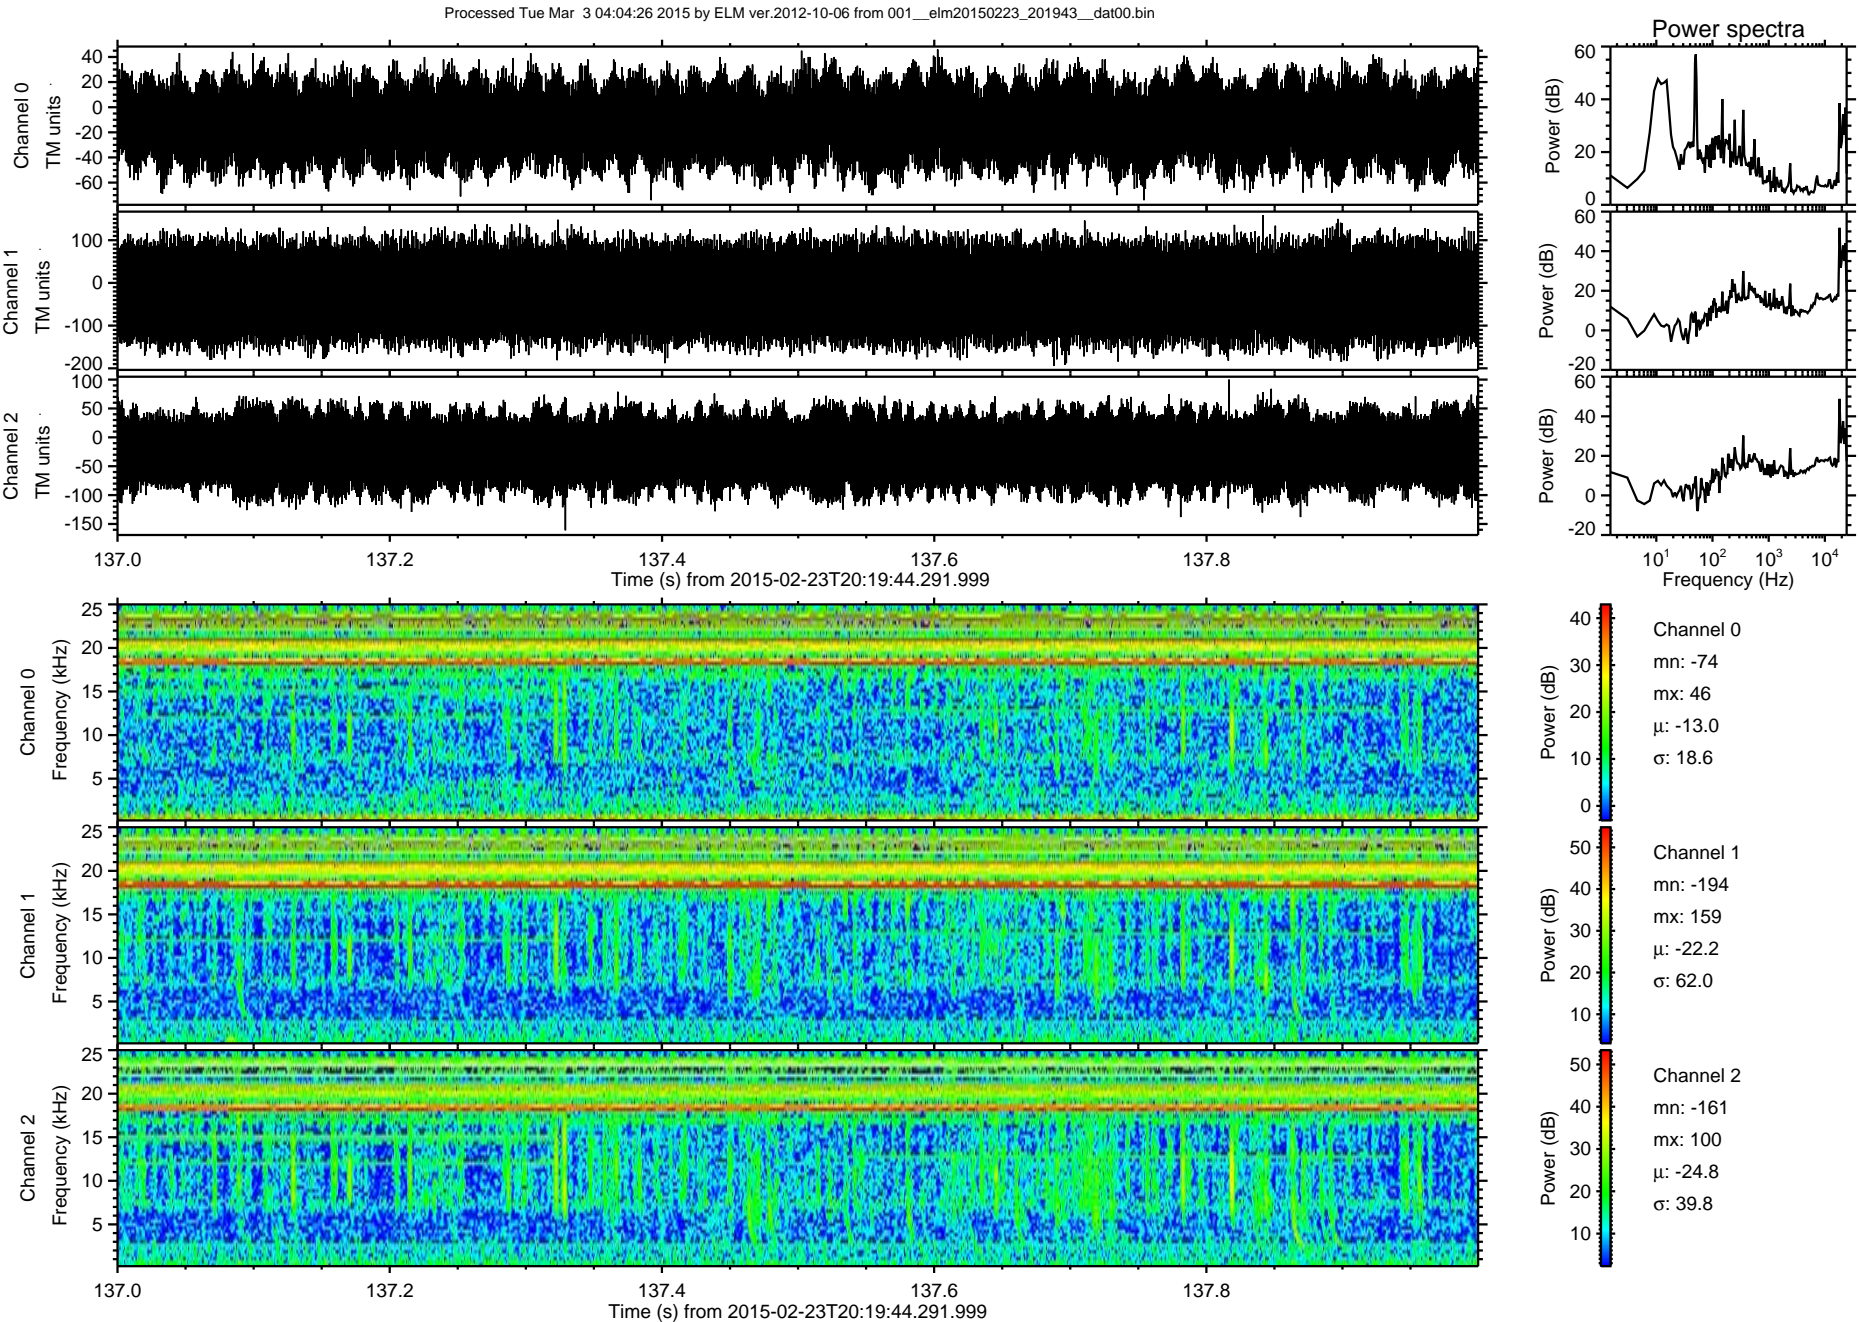 Processed Tue Mar  3 04:04:26 2015 by ELM ver.2012-10-06 from 001__elm20150223_201943__dat00.bin
Power spectra
Channel 0
TM units
40
20
0
-20
-40
-60
Power (dB)
60
40
20
0
Channel 1
TM units
100
0
-100
-200
Power (dB)
60
40
20
0
-20
Channel 2
TM units
100
50
0
-50
-100
-150
Power (dB)
60
40
20
0
-20
137.0 137.2 137.4 137.6 137.8
Time (s) from 2015-02-23T20:19:44.291.999
10¹ 10² 10³ 10⁴
Frequency (Hz)
Channel 0
Frequency (kHz)
25
20
15
10
5
Power (dB)
40
30
20
10
0
Channel 0
mn: -74
mx: 46
μ: -13.0
σ: 18.6
Channel 1
Frequency (kHz)
25
20
15
10
5
Power (dB)
50
40
30
20
10
Channel 1
mn: -194
mx: 159
μ: -22.2
σ: 62.0
Channel 2
Frequency (kHz)
25
20
15
10
5
Power (dB)
50
40
30
20
10
Channel 2
mn: -161
mx: 100
μ: -24.8
σ: 39.8
137.0 137.2 137.4 137.6 137.8
Time (s) from 2015-02-23T20:19:44.291.999